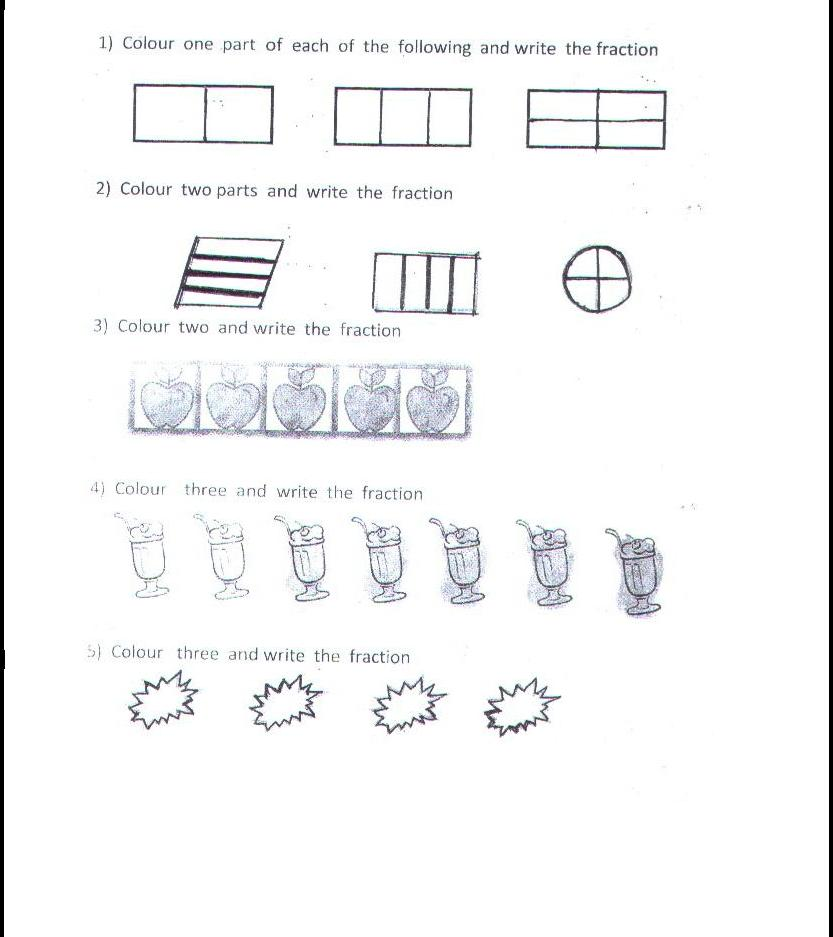 1) Colour one part of each of the following and write the fraction
2) Colour two parts and write the fraction
3) Colour two and write the fraction
4) Colour three and write the fraction
5) Colour three and write the fraction